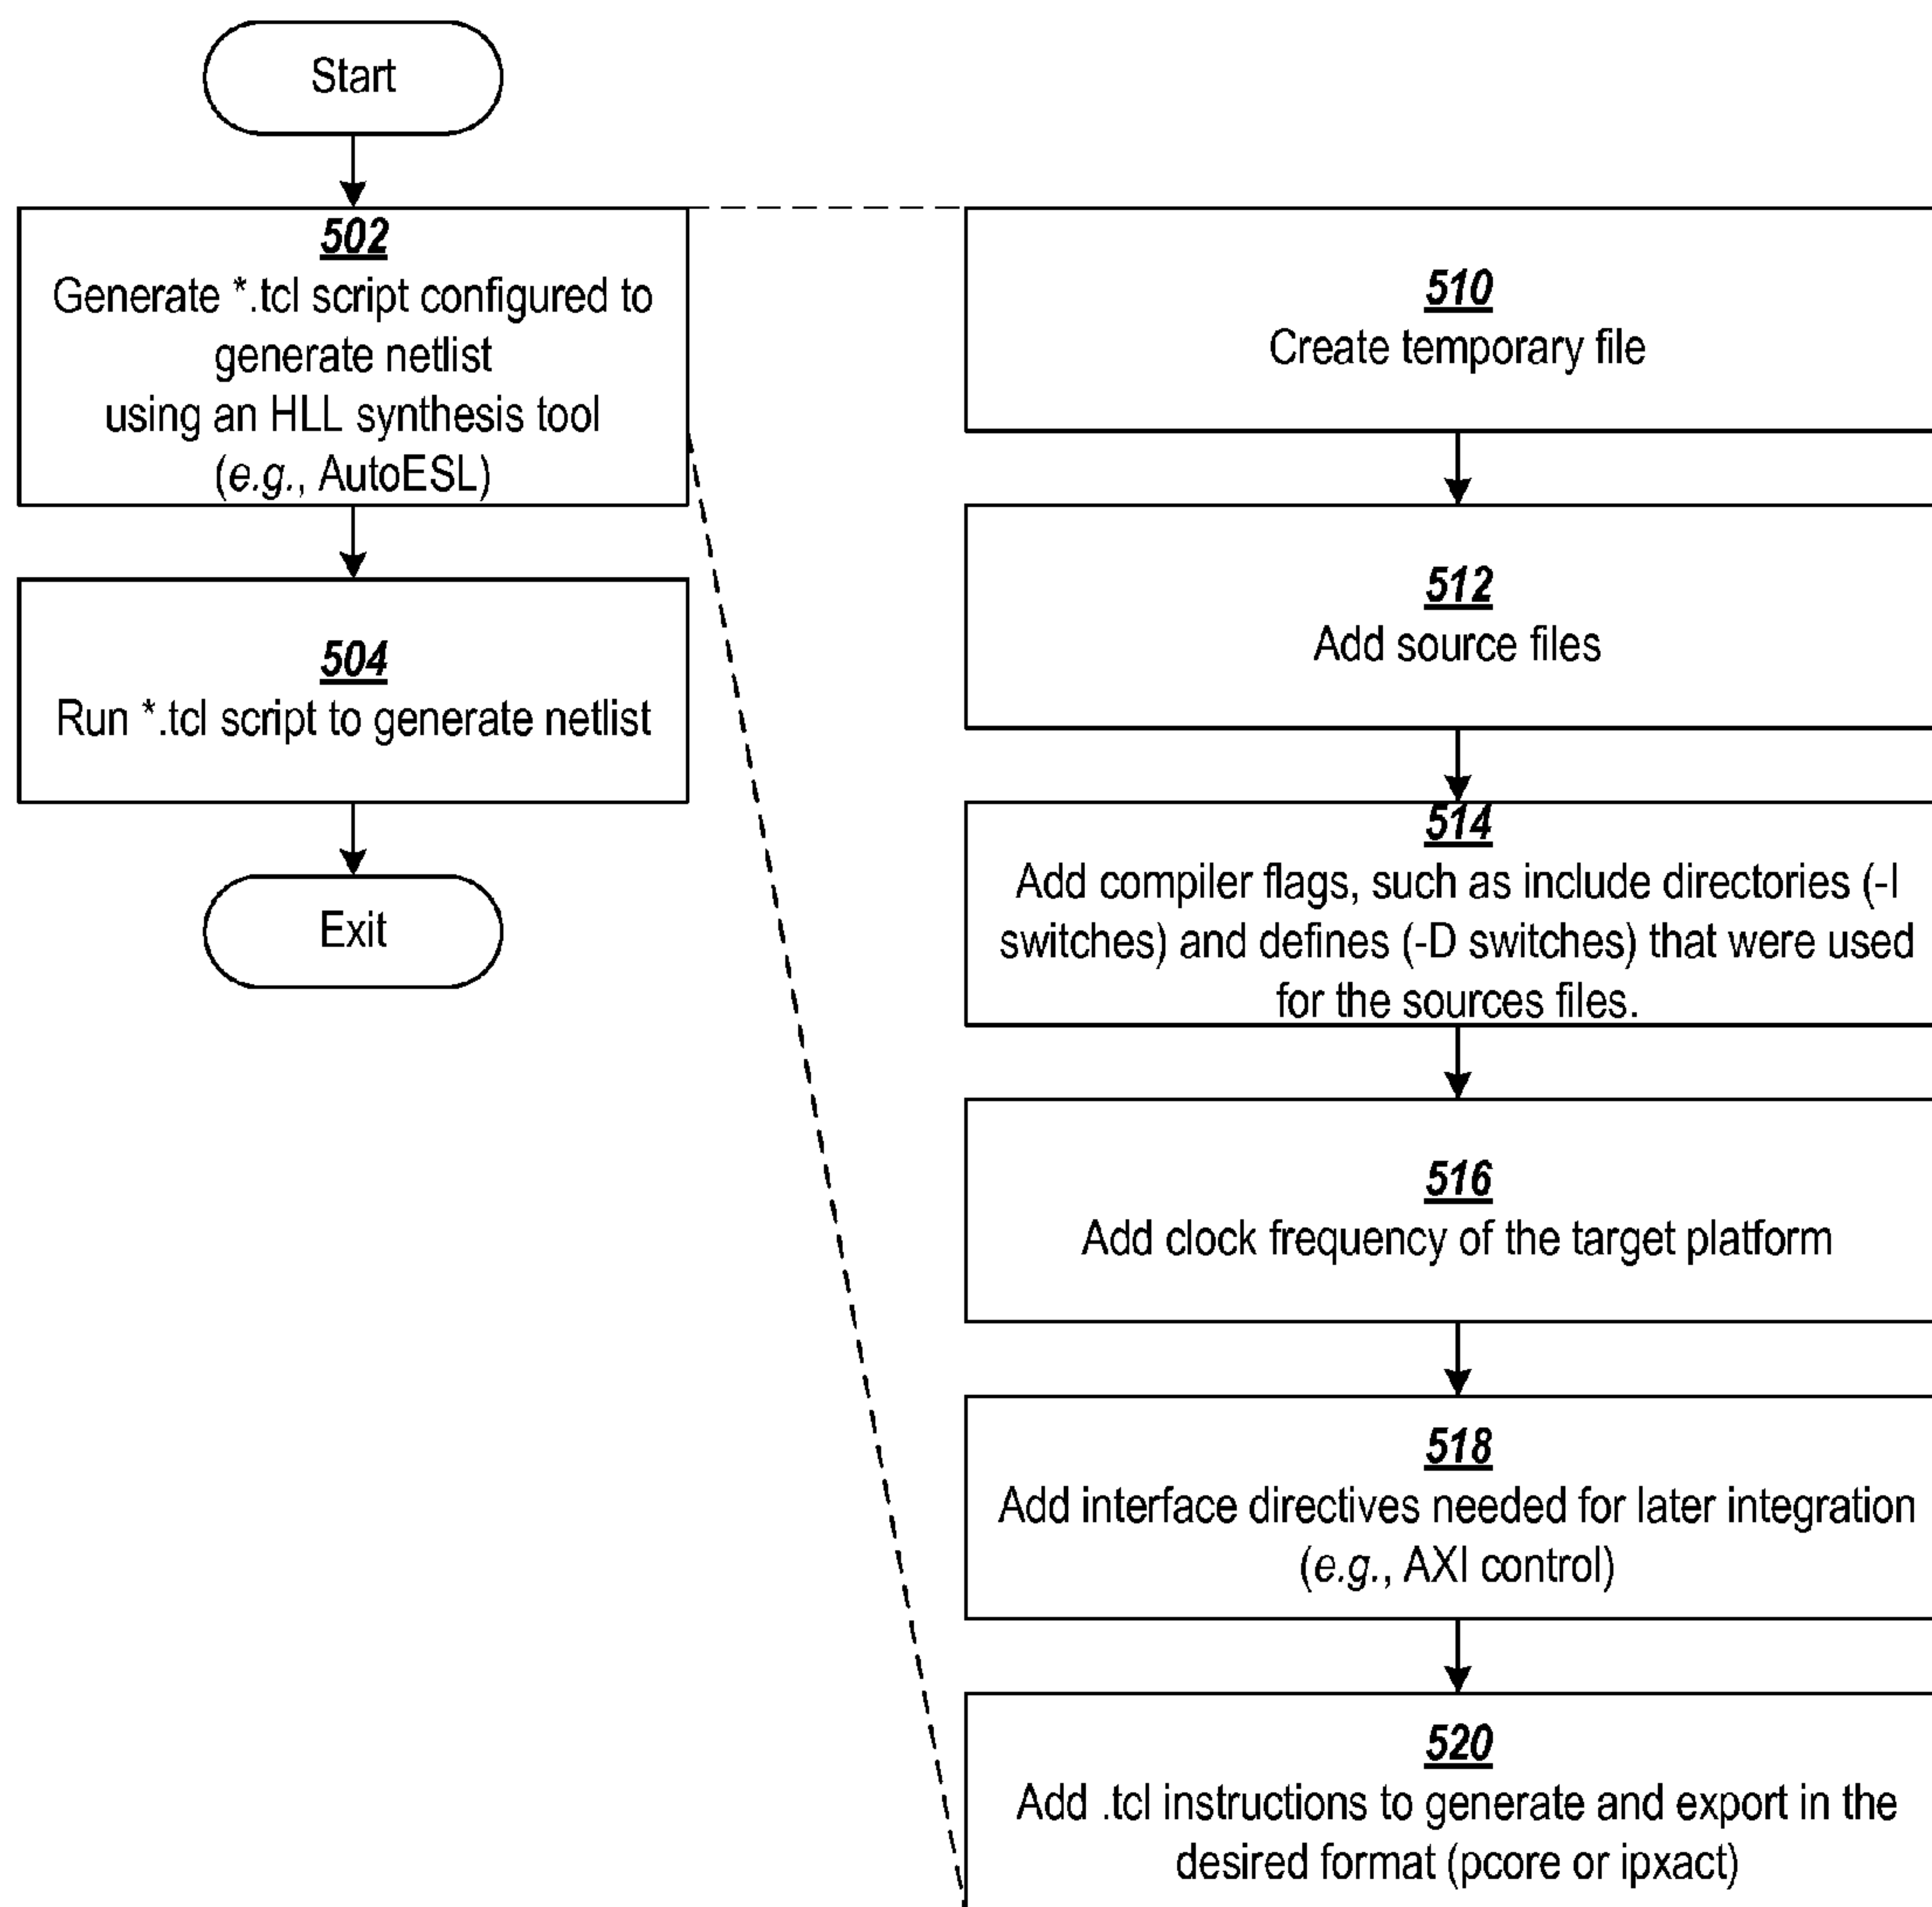 Start
502
Generate *.tcl script configured to
generate netlist
using an HLL synthesis tool
(e.g., AutoESL)
504
Run *.tcl script to generate netlist
Exit
510
Create temporary file
512
Add source files
514
Add compiler flags, such as include directories (-I
switches) and defines (-D switches) that were used
for the sources files.
516
Add clock frequency of the target platform
518
Add interface directives needed for later integration
(e.g., AXI control)
520
Add .tcl instructions to generate and export in the
desired format (pcore or ipxact)